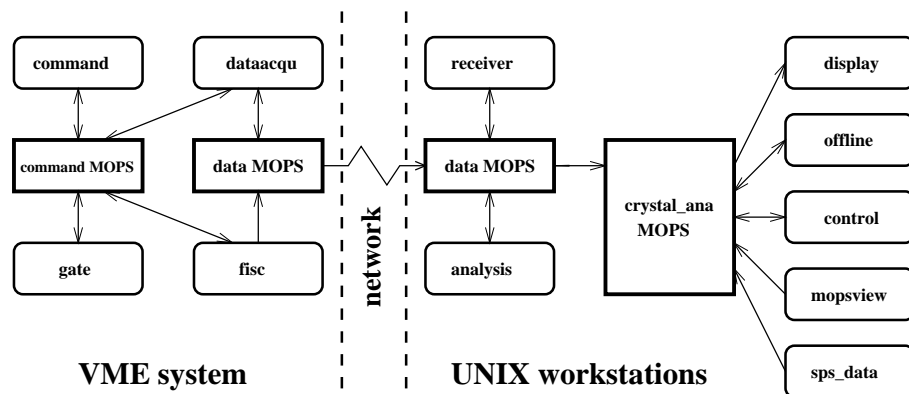 command
dataacqu
receiver
display
command MOPS
data MOPS
data MOPS
crystal_ana
MOPS
offline
control
gate
fisc
network
analysis
mopsview
sps_data
VME system
UNIX workstations